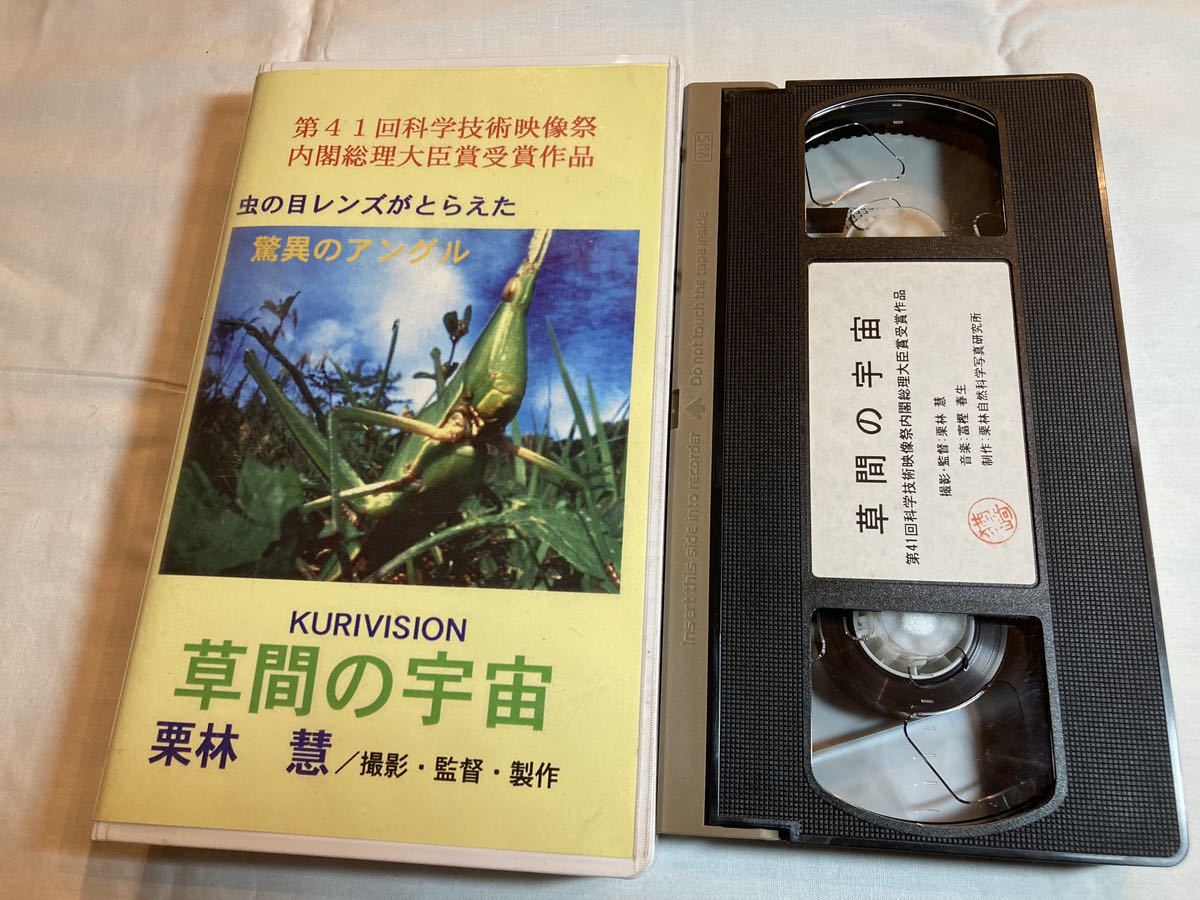 第41回科学技術映像祭
内閣総理大臣賞受賞作品
虫の目レンズがとらえた
驚異のアングル
KURIVISION
草間の宇宙
栗林 慧/撮影・監督・製作
VHS
Insert this side into recorder Do not touch the tape inside
草間の宇宙
第41回科学技術映像祭内閣総理大臣賞受賞作品
撮影・監督:栗林 慧
音楽:富樫 春生
制作:栗林自然科学写真研究所